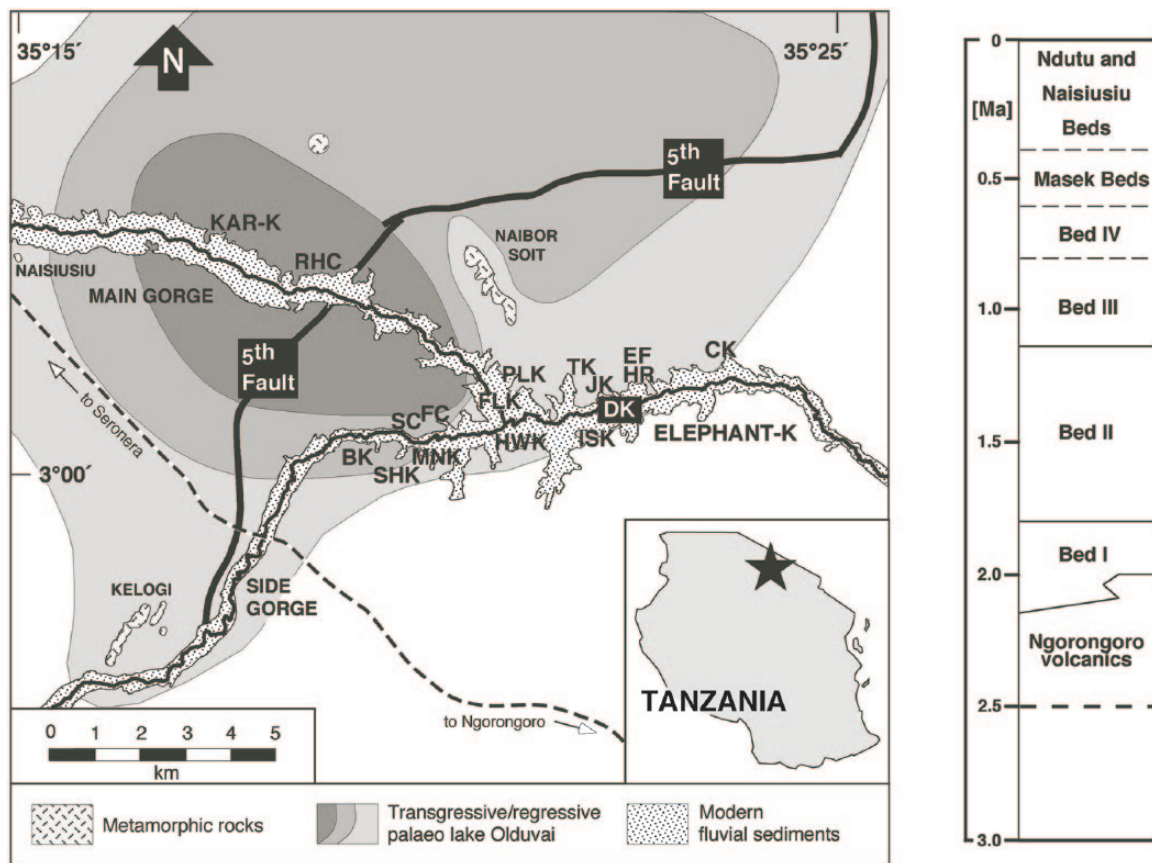 35°15´
35°25´
N
5th
Fault
KAR-K
NAIBOR
SOIT
RHC
NAISIUSIU
MAIN GORGE
5th
Fault
to Seronera
PLK
TK
EF
HR
CK
JK
FLK
DK
SC
FC
HWK
ISK
ELEPHANT-K
BK
MNK
SHK
3°00´
KELOGI
SIDE
GORGE
to Ngorongoro
TANZANIA
0 1 2 3 4 5
km
Metamorphic rocks
Transgressive/regressive
palaeo lake Olduvai
Modern
fluvial sediments
0
[Ma]
0.5
1.0
1.5
2.0
2.5
3.0
Ndutu and
Naisiusiu
Beds
Masek Beds
Bed IV
Bed III
Bed II
Bed I
Ngorongoro
volcanics